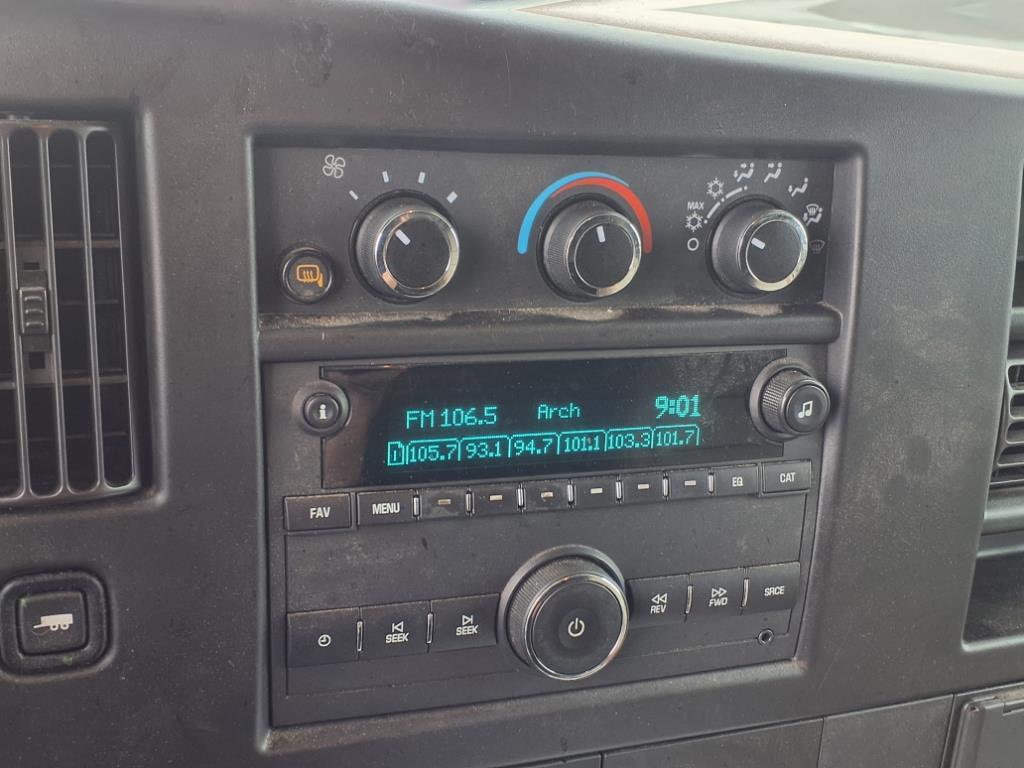 MAX
i
FM 106.5 Arch 9:01
1 105.7 93.1 94.7 101.1 103.3 101.7
FAV MENU EQ CAT
SEEK SEEK REV FWD SRCE